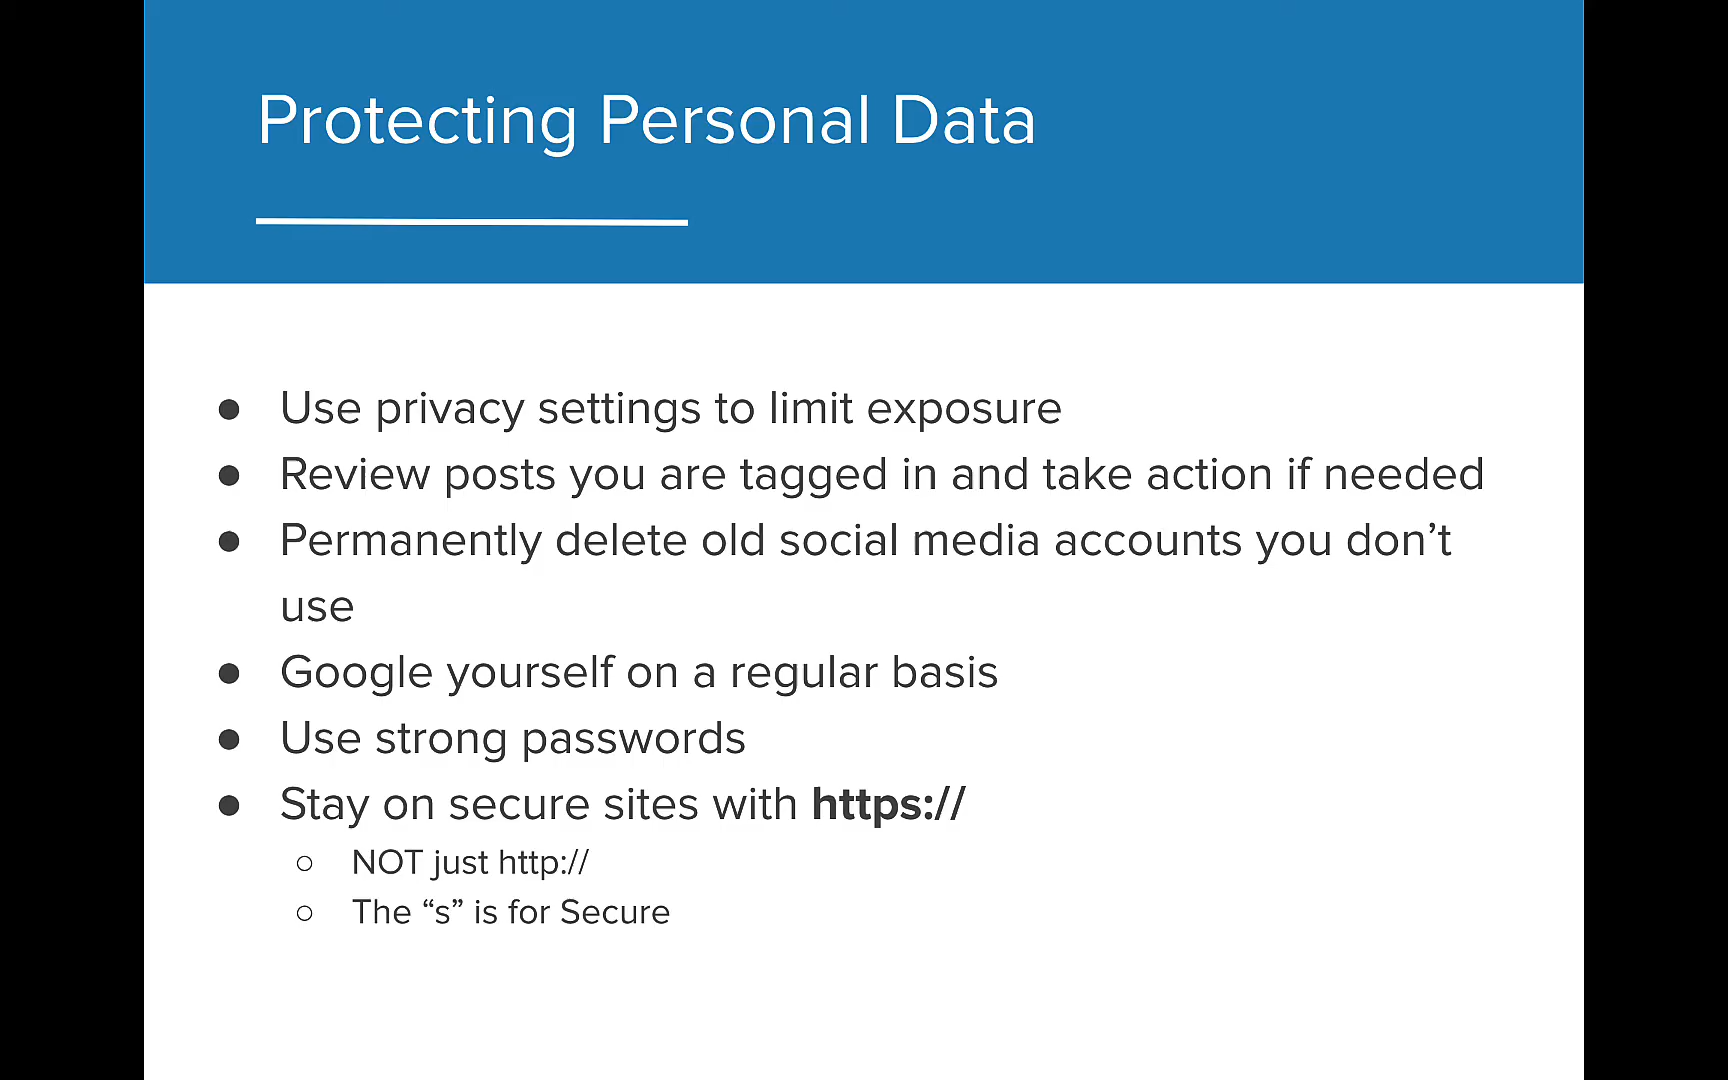 Protecting Personal Data
● Use privacy settings to limit exposure
● Review posts you are tagged in and take action if needed
● Permanently delete old social media accounts you don’t
use
● Google yourself on a regular basis
● Use strong passwords
● Stay on secure sites with https://
○ NOT just http://
○ The “s” is for Secure